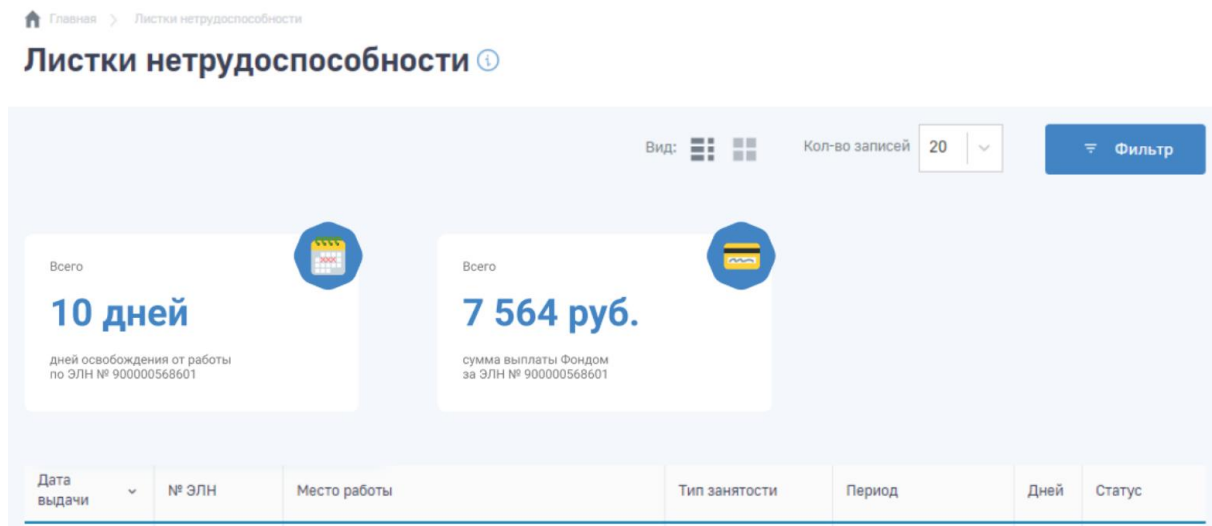 Главная > Листки нетрудоспособности
Листки нетрудоспособности
Вид: Кол-во записей 20 Фильтр
Всего
10 дней
дней освобождения от работы
по ЭЛН № 900000568601
Всего
7 564 руб.
сумма выплаты Фондом
за ЭЛН № 900000568601
Дата
выдачи
№ ЭЛН
Место работы
Тип занятости
Период
Дней
Статус